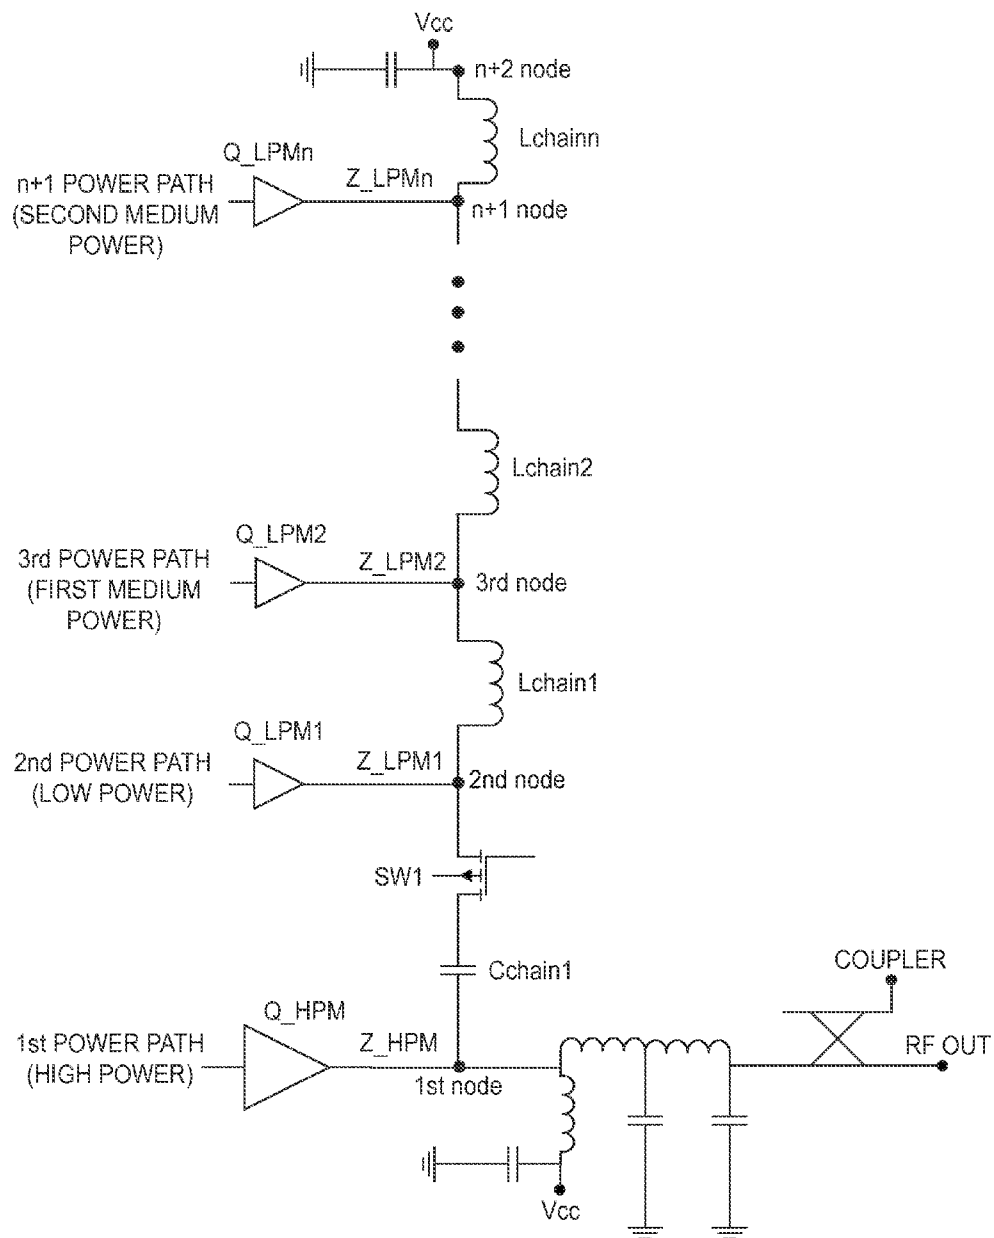 Vcc
n+2 node
Lchainn
Q_LPMn
n+1 POWER PATH
(SECOND MEDIUM
POWER)
Z_LPMn
n+1 node
Lchain2
Q_LPM2
3rd POWER PATH
(FIRST MEDIUM
POWER)
Z_LPM2
3rd node
Lchain1
Q_LPM1
2nd POWER PATH
(LOW POWER)
Z_LPM1
2nd node
SW1
Cchain1
COUPLER
Q_HPM
1st POWER PATH
(HIGH POWER)
Z_HPM
1st node
RF OUT
Vcc